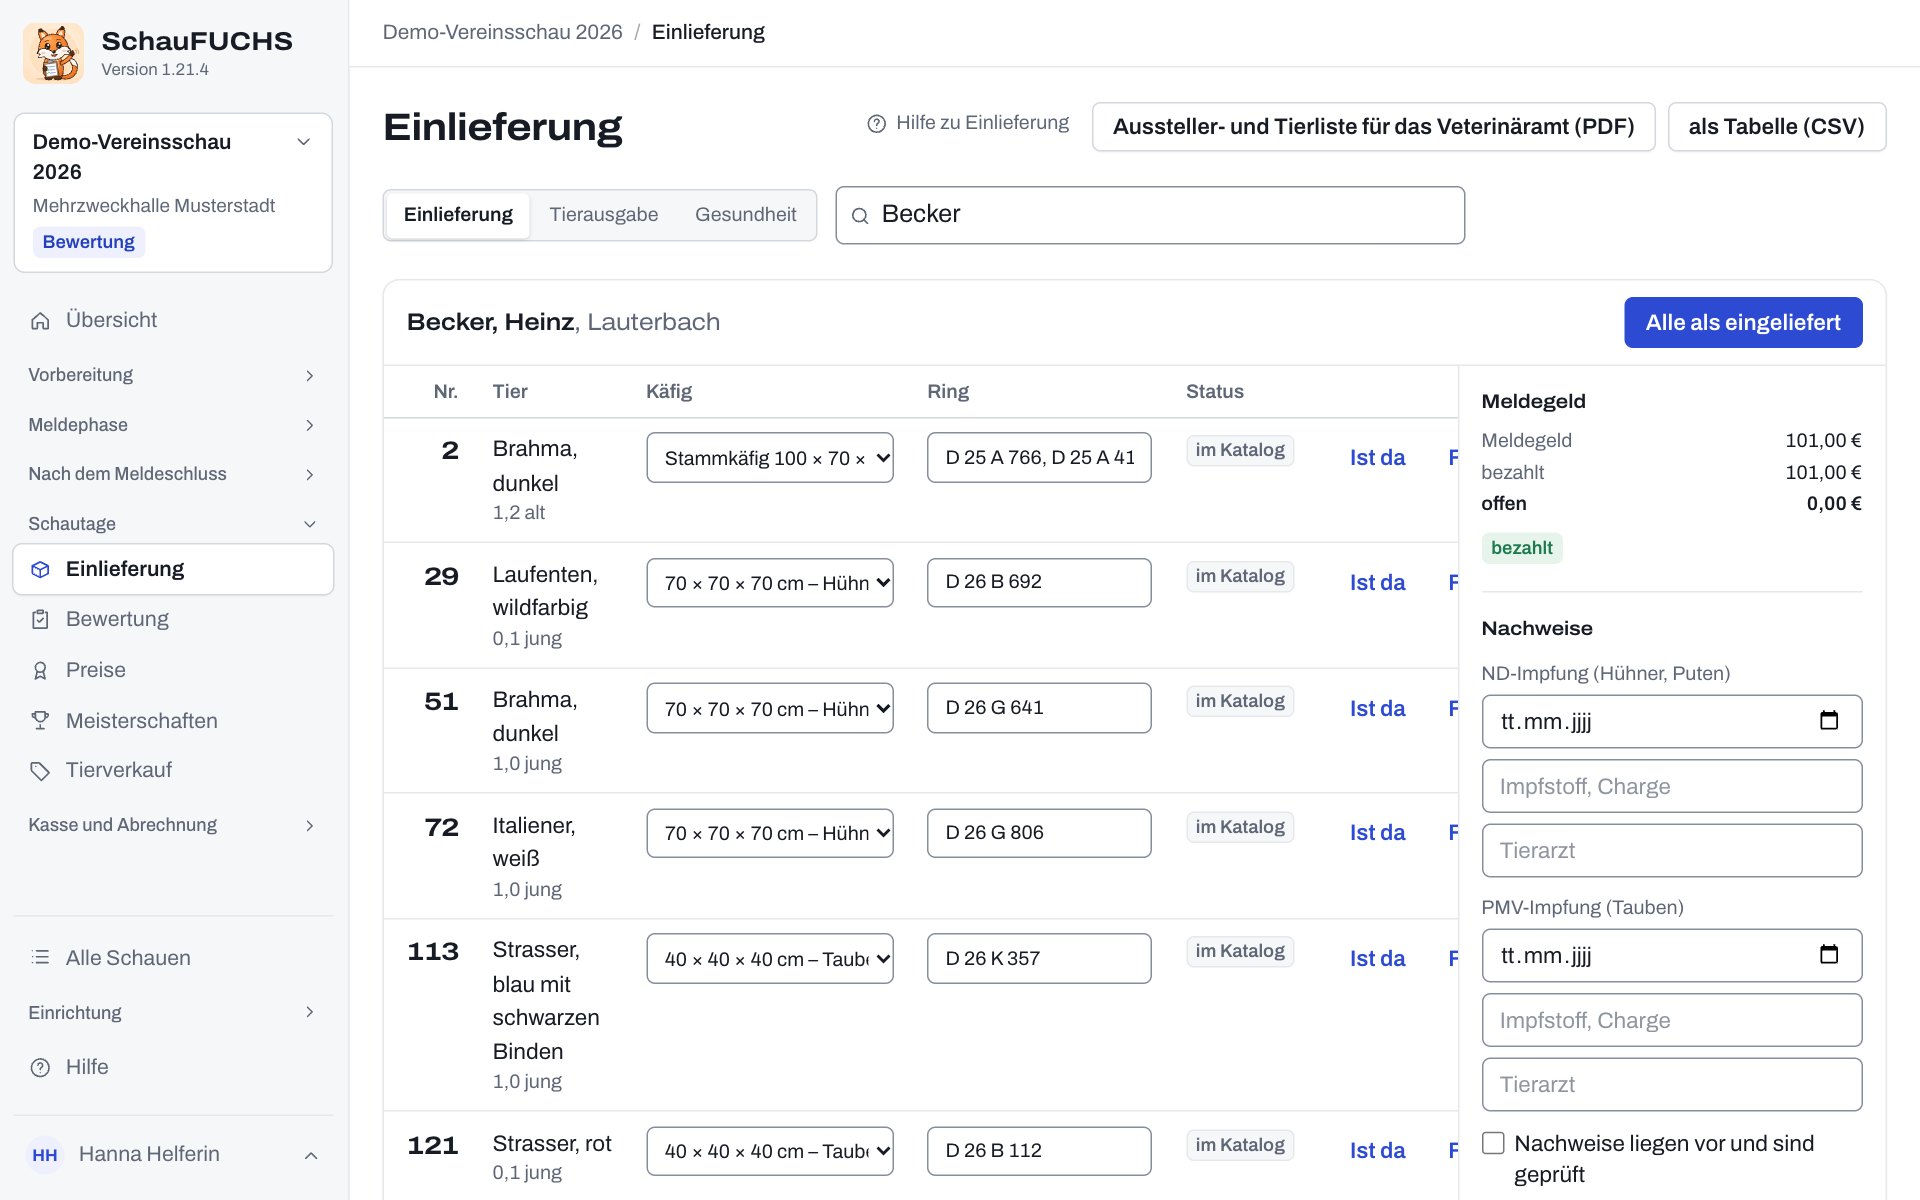 SchauFUCHS
Version 1.21.4
Demo-Vereinsschau 2026
Mehrzweckhalle Musterstadt
Bewertung
Übersicht
Vorbereitung
Meldephase
Nach dem Meldeschluss
Schautage
Einlieferung
Bewertung
Preise
Meisterschaften
Tierverkauf
Kasse und Abrechnung
Alle Schauen
Einrichtung
Hilfe
HH Hanna Helferin
Demo-Vereinsschau 2026 / Einlieferung
Einlieferung
Hilfe zu Einlieferung
Aussteller- und Tierliste für das Veterinäramt (PDF)
als Tabelle (CSV)
Einlieferung Tierausgabe Gesundheit
Becker
Becker, Heinz, Lauterbach
Alle als eingeliefert
Nr. Tier Käfig Ring Status
2 Brahma, dunkel 1,2 alt Stammkäfig 100 × 70 × D 25 A 766, D 25 A 41 im Katalog Ist da
29 Laufenten, wildfarbig 0,1 jung 70 × 70 × 70 cm – Hühn D 26 B 692 im Katalog Ist da
51 Brahma, dunkel 1,0 jung 70 × 70 × 70 cm – Hühn D 26 G 641 im Katalog Ist da
72 Italiener, weiß 1,0 jung 70 × 70 × 70 cm – Hühn D 26 G 806 im Katalog Ist da
113 Strasser, blau mit schwarzen Binden 1,0 jung 40 × 40 × 40 cm – Taube D 26 K 357 im Katalog Ist da
121 Strasser, rot 0,1 jung 40 × 40 × 40 cm – Taube D 26 B 112 im Katalog Ist da
Meldegeld
Meldegeld 101,00 €
bezahlt 101,00 €
offen 0,00 €
bezahlt
Nachweise
ND-Impfung (Hühner, Puten)
tt.mm.jjjj
Impfstoff, Charge
Tierarzt
PMV-Impfung (Tauben)
tt.mm.jjjj
Impfstoff, Charge
Tierarzt
Nachweise liegen vor und sind
geprüft